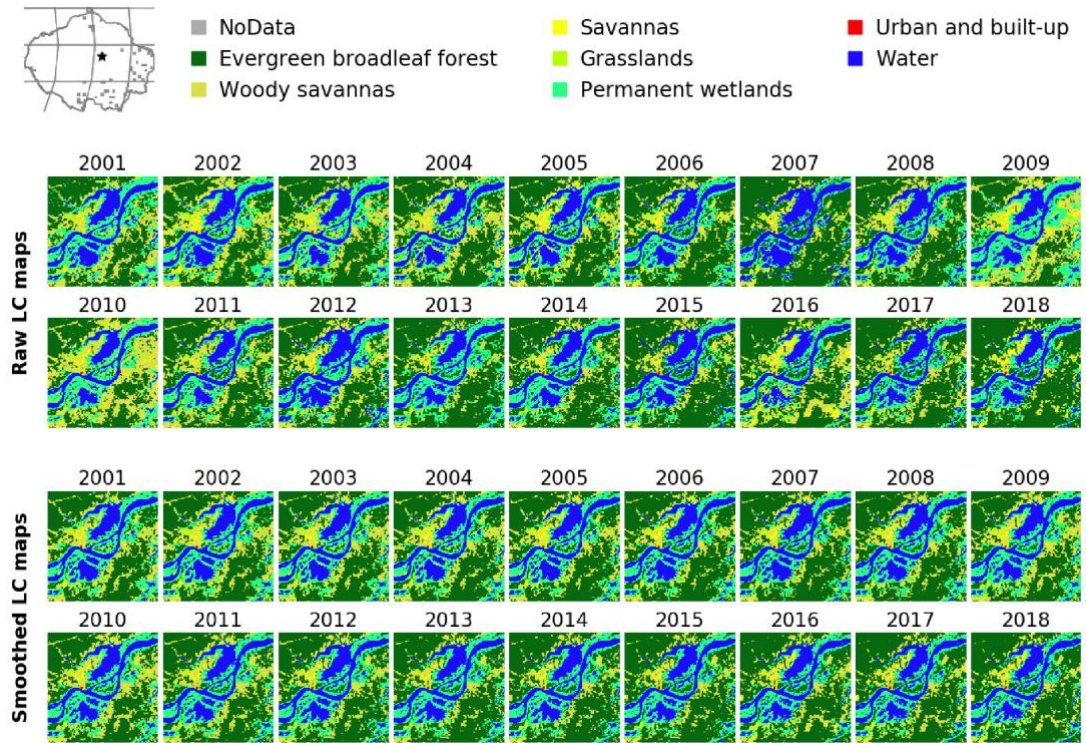 NoData
Evergreen broadleaf forest
Woody savannas
Savannas
Grasslands
Permanent wetlands
Urban and built-up
Water
Raw LC maps
2001 2002 2003 2004 2005 2006 2007 2008 2009
2010 2011 2012 2013 2014 2015 2016 2017 2018
Smoothed LC maps
2001 2002 2003 2004 2005 2006 2007 2008 2009
2010 2011 2012 2013 2014 2015 2016 2017 2018